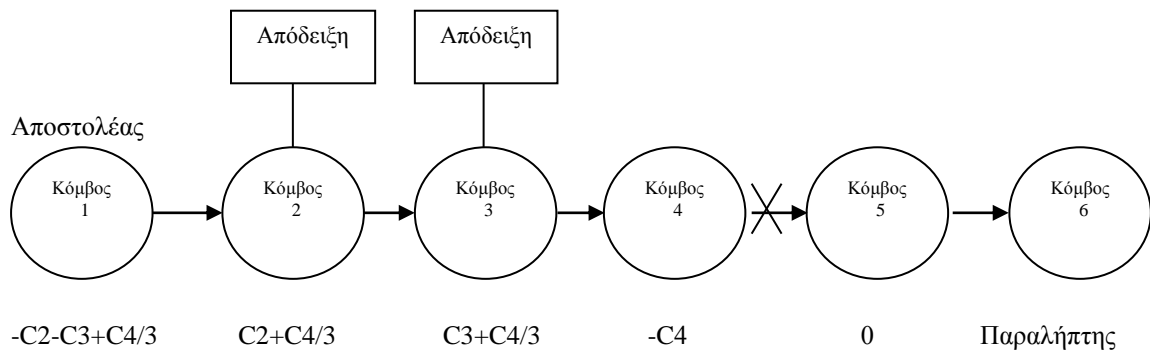 Απόδειξη
Απόδειξη
Αποστολέας
Κόμβος
1
Κόμβος
2
Κόμβος
3
Κόμβος
4
Κόμβος
5
Κόμβος
6
-C2-C3+C4/3
C2+C4/3
C3+C4/3
-C4
0
Παραλήπτης